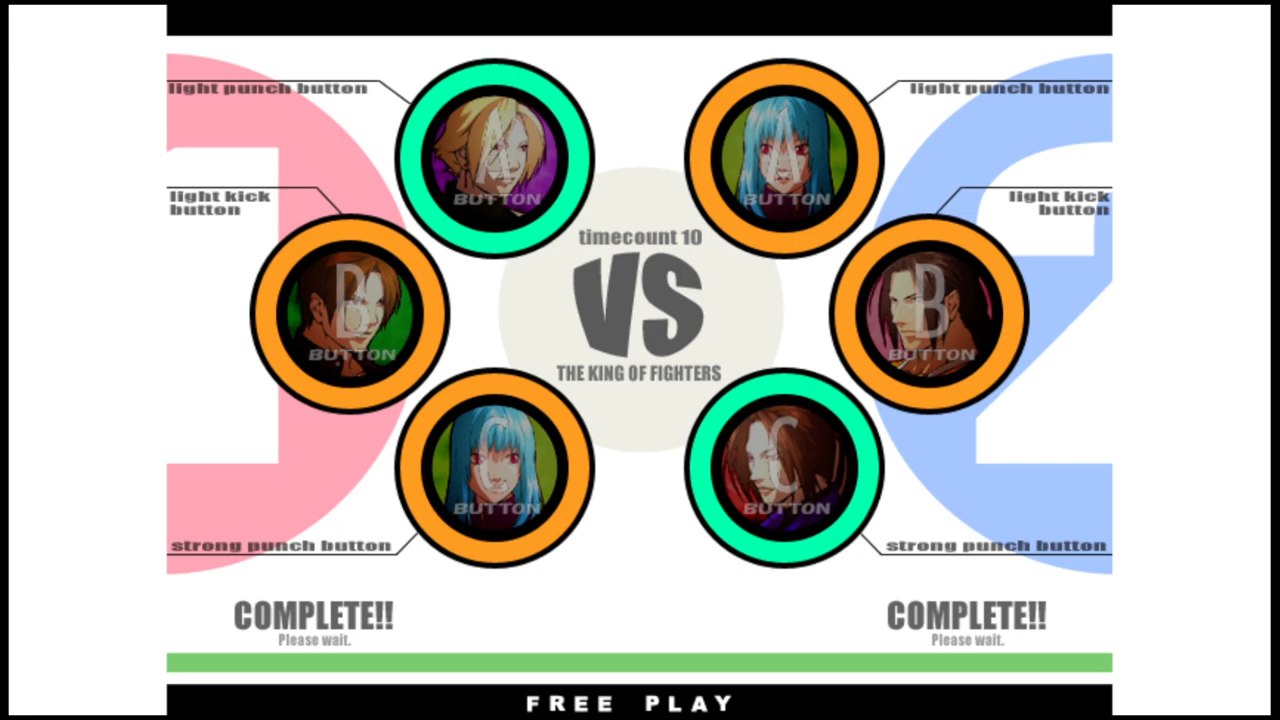 light punch button
light punch button
A
BUTTON
A
BUTTON
light kick
button
light kick
button
timecount 10
VS
THE KING OF FIGHTERS
B
BUTTON
B
BUTTON
C
BUTTON
C
BUTTON
strong punch button
strong punch button
COMPLETE!!
Please wait.
COMPLETE!!
Please wait.
FREE PLAY
1
2